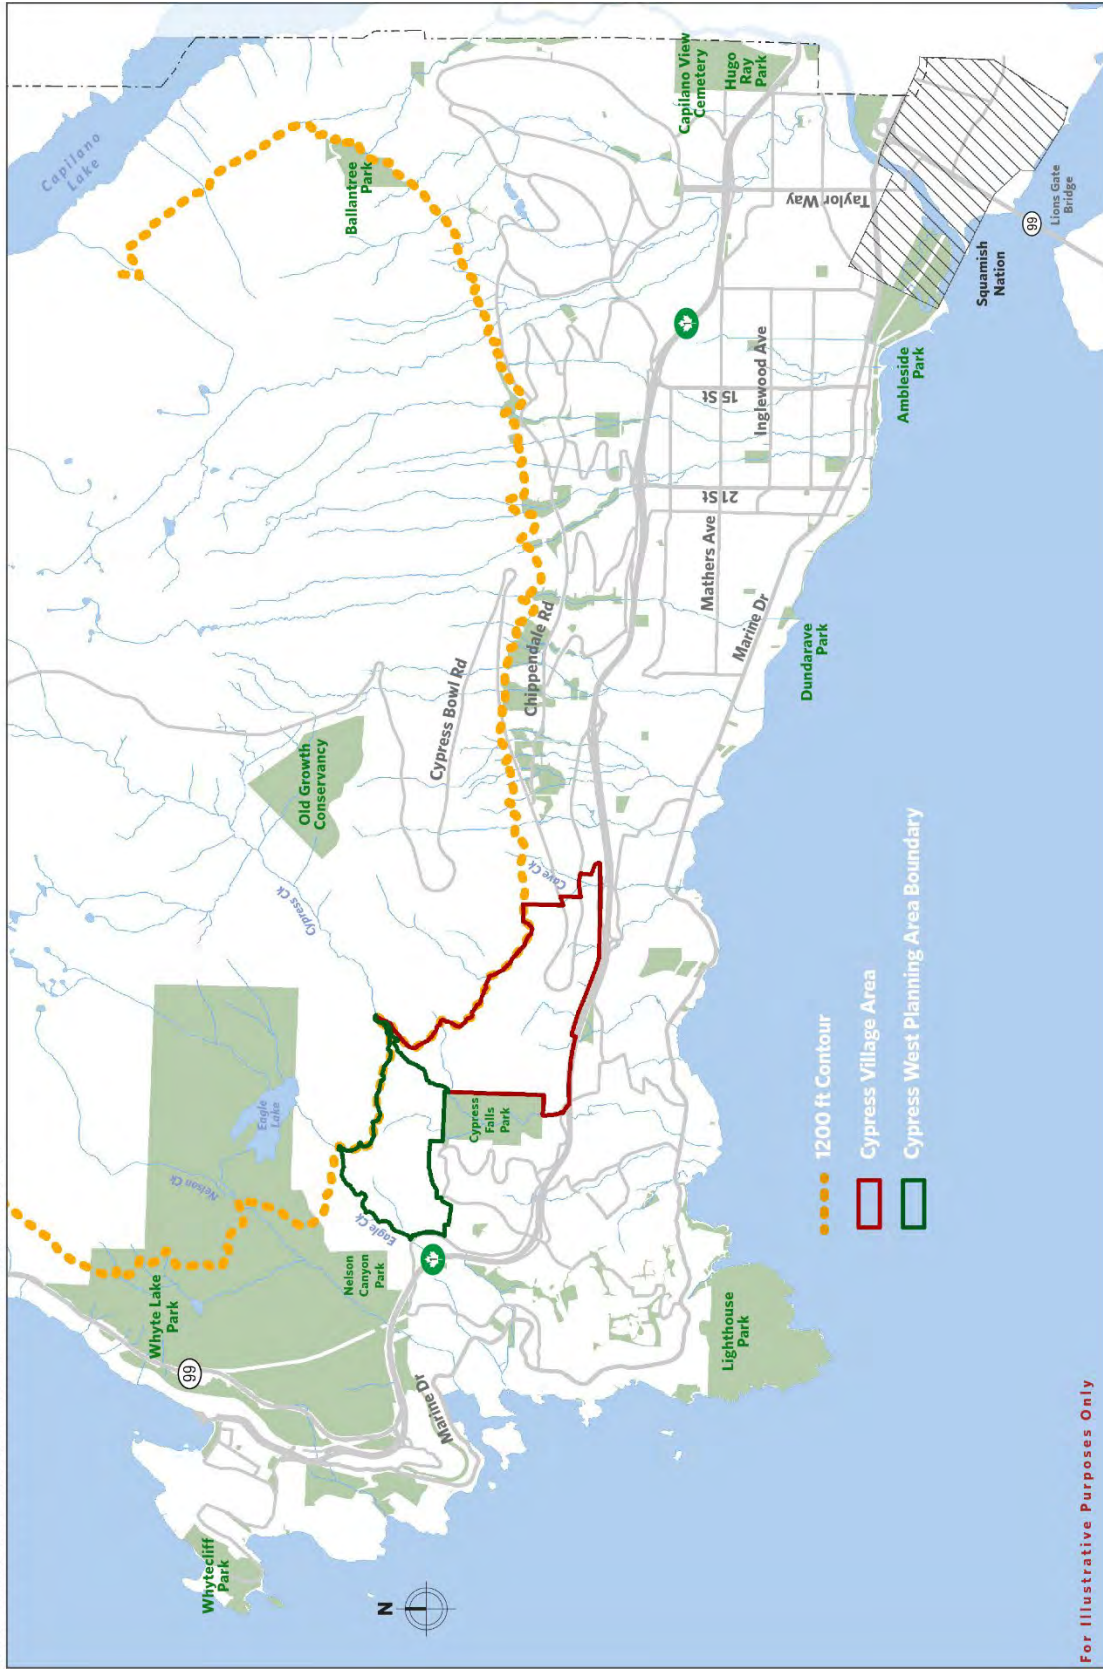 Capilano
Lake
Ballantree
Park
Capilano View
Cemetery
Hugo
Ray
Park
Taylor Way
Lions Gate
Bridge
99
Squamish
Nation
Ambleside
Park
15 St
Inglewood Ave
21 St
Mathers Ave
Marine Dr
Dundarave
Park
Chippendale Rd
Cypress Bowl Rd
Old Growth
Conservancy
Cypress Ck
Cave Ck
Eagle
Lake
Nelson Ck
Cypress
Falls
Park
Eagle Ck
Nelson
Canyon
Park
Whyte Lake
Park
99
Marine Dr
Lighthouse
Park
Whytecliff
Park
N
1200 ft Contour
Cypress Village Area
Cypress West Planning Area Boundary
For Illustrative Purposes Only